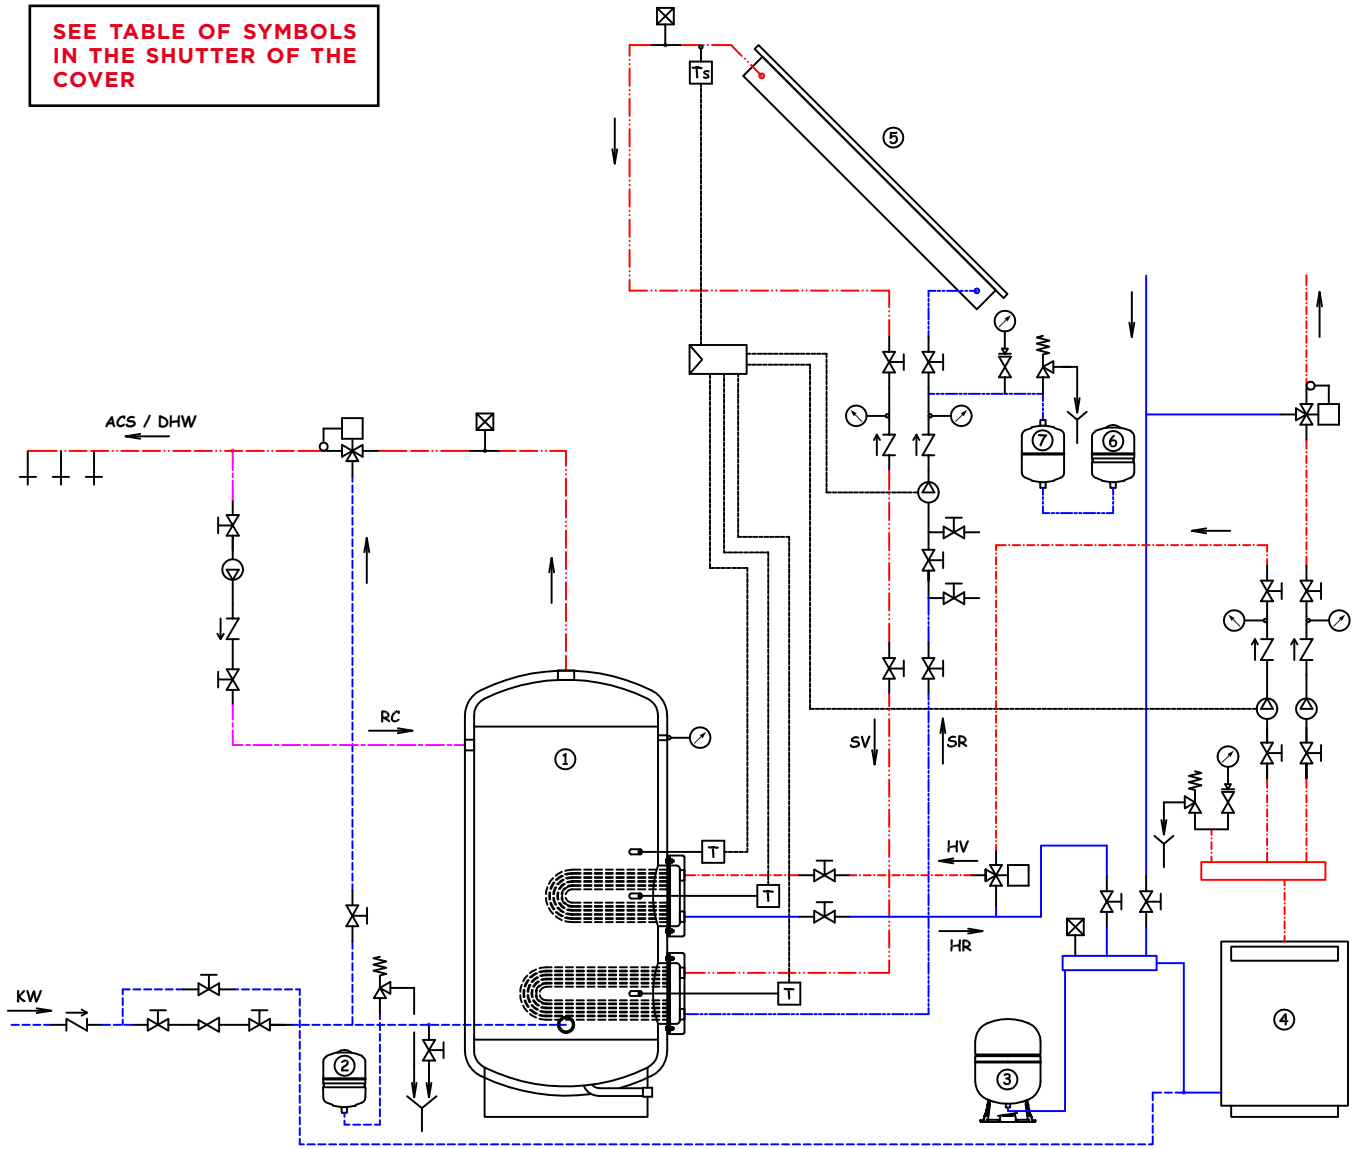 SEE TABLE OF SYMBOLS
IN THE SHUTTER OF THE
COVER
Ts
5
ACS / DHW
7
6
RC
1
SV
SR
T
HV
T
HR
T
KW
2
3
4